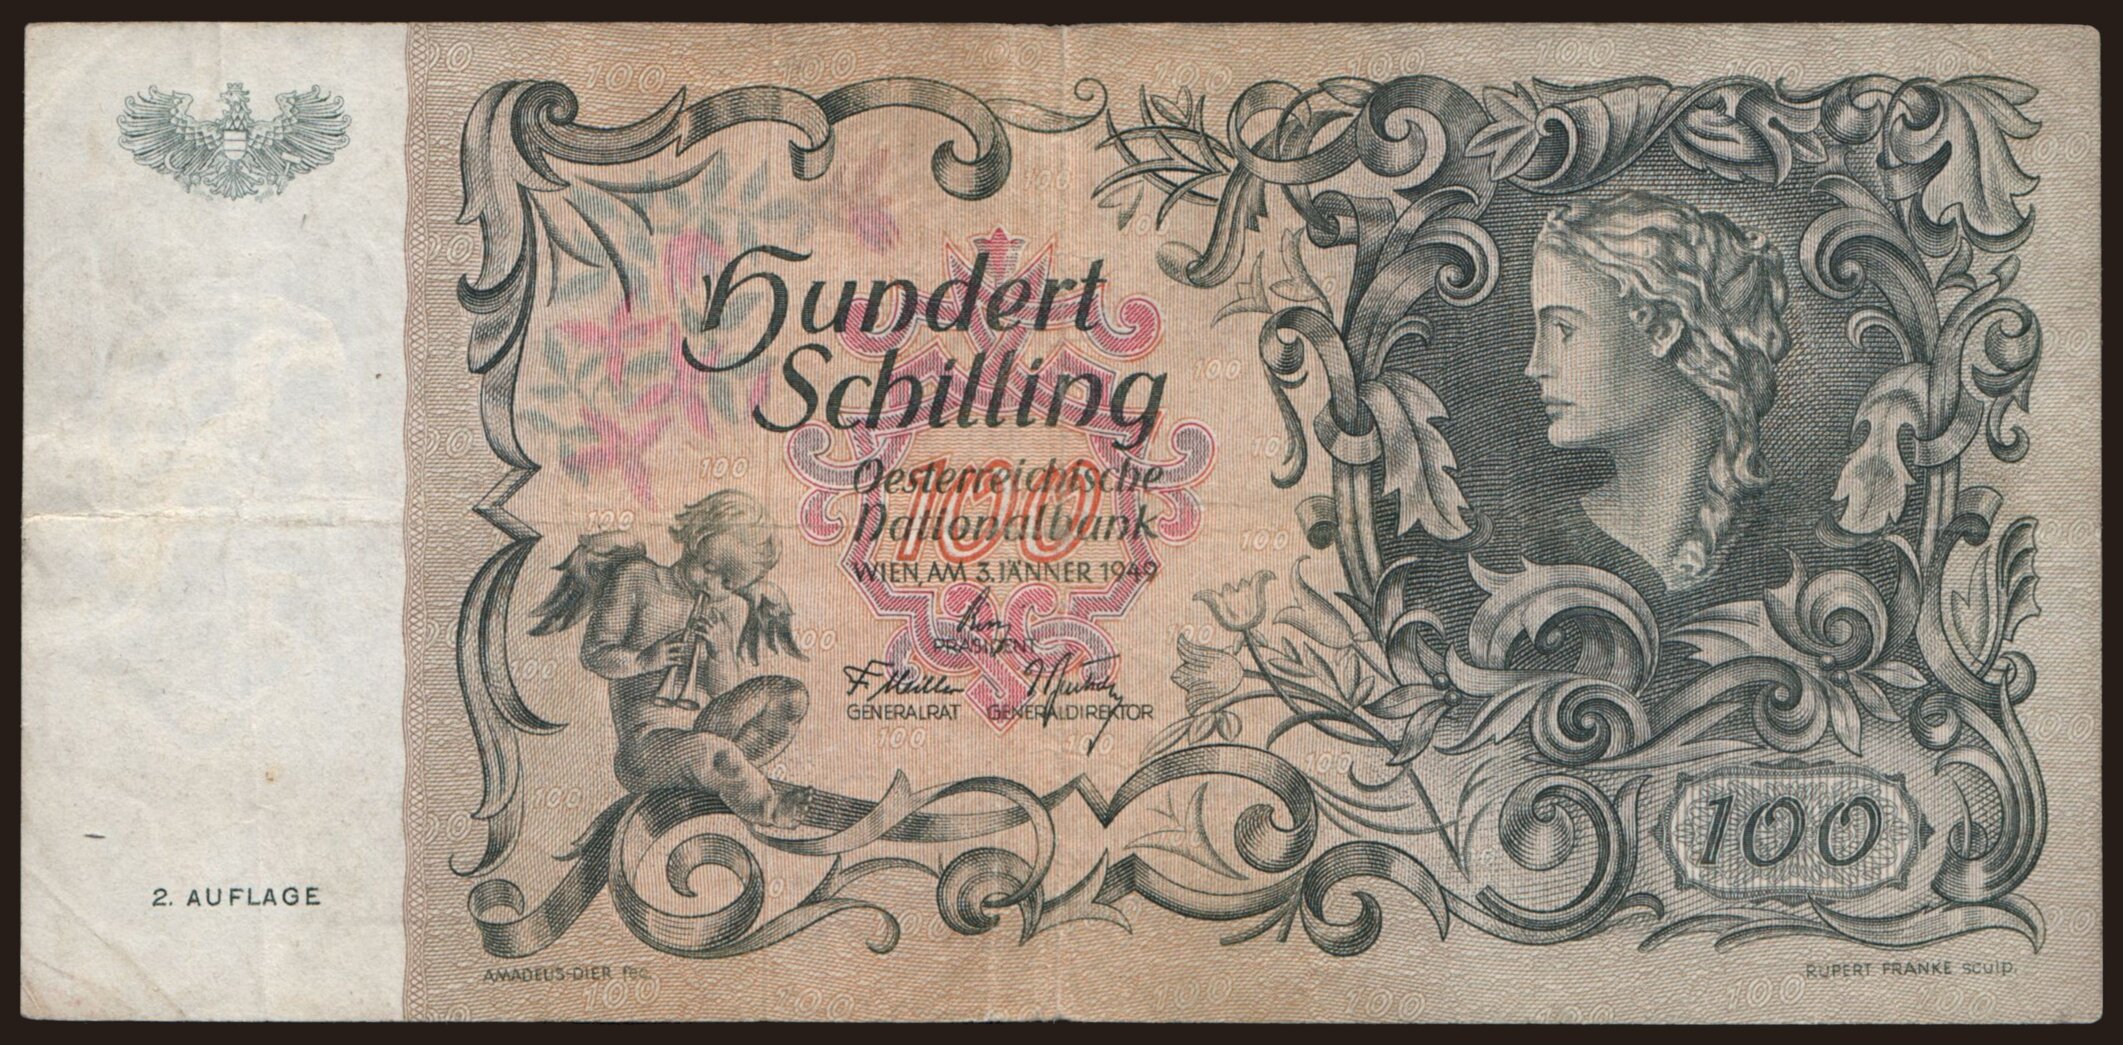 Hundert
Schilling
100
Oesterreichische
Nationalbank
WIEN, AM 3. JÄNNER 1949
PRÄSIDENT
GENERALRAT GENERALDIREKTOR
100
2. AUFLAGE
AMADEUS-DIER fec.
RUPERT FRANKE sculp.